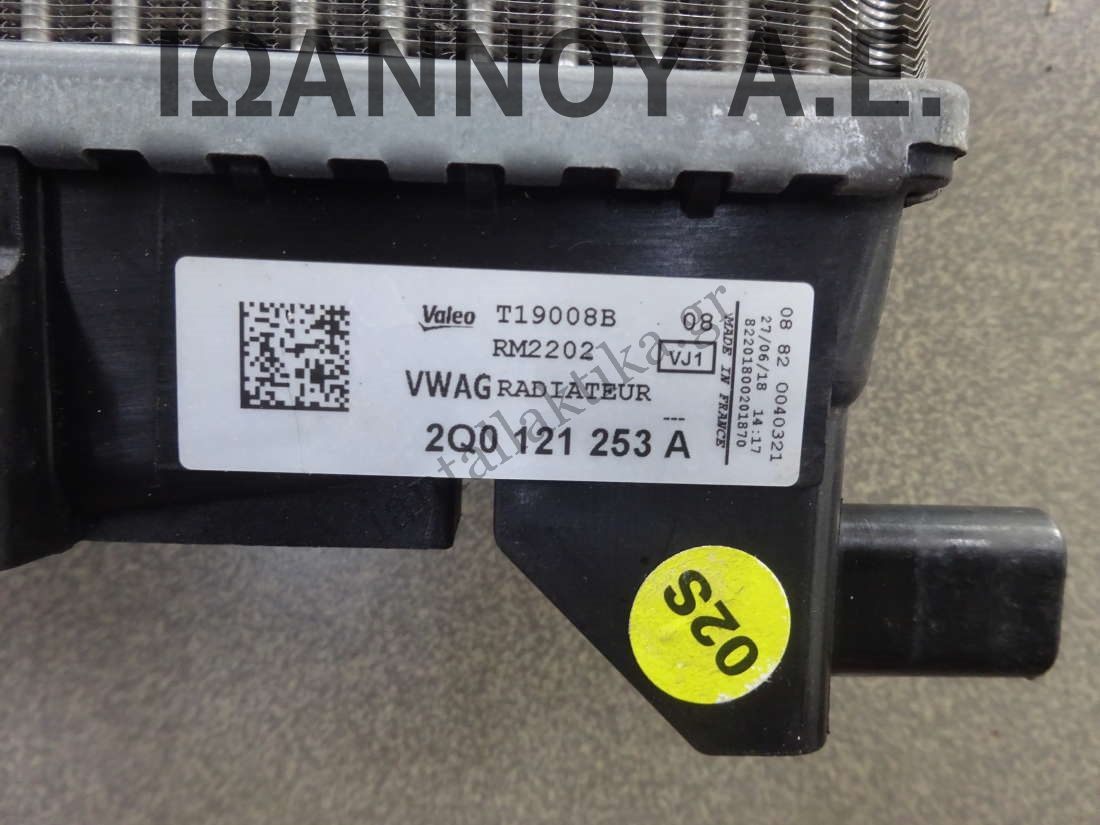 ΙΩΑΝΝΟΥ Α.Ε.
Valeo T19008B 08
RM2202 VJ1
VWAG RADIATEUR
---
2Q0 121 253 A
MADE IN FRANCE
82201800201870
27/06/18 14:17
08 82 0040321
antallaktika.gr
02S